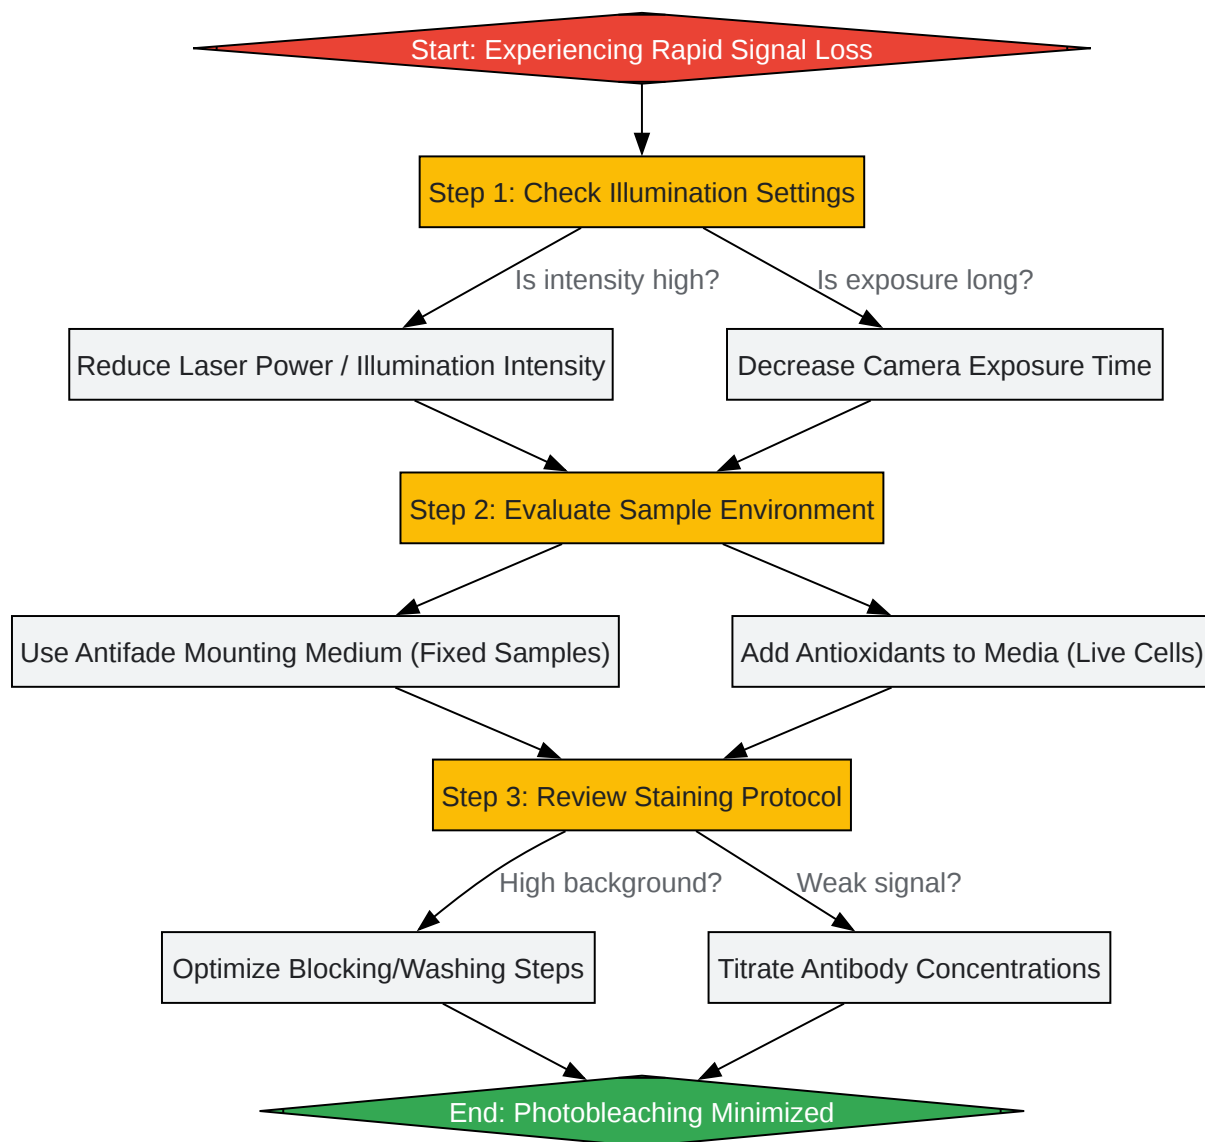 Start: Experiencing Rapid Signal Loss
Step 1: Check Illumination Settings
Is intensity high?
Is exposure long?
Reduce Laser Power / Illumination Intensity
Decrease Camera Exposure Time
Step 2: Evaluate Sample Environment
Use Antifade Mounting Medium (Fixed Samples)
Add Antioxidants to Media (Live Cells)
Step 3: Review Staining Protocol
High background?
Weak signal?
Optimize Blocking/Washing Steps
Titrate Antibody Concentrations
End: Photobleaching Minimized